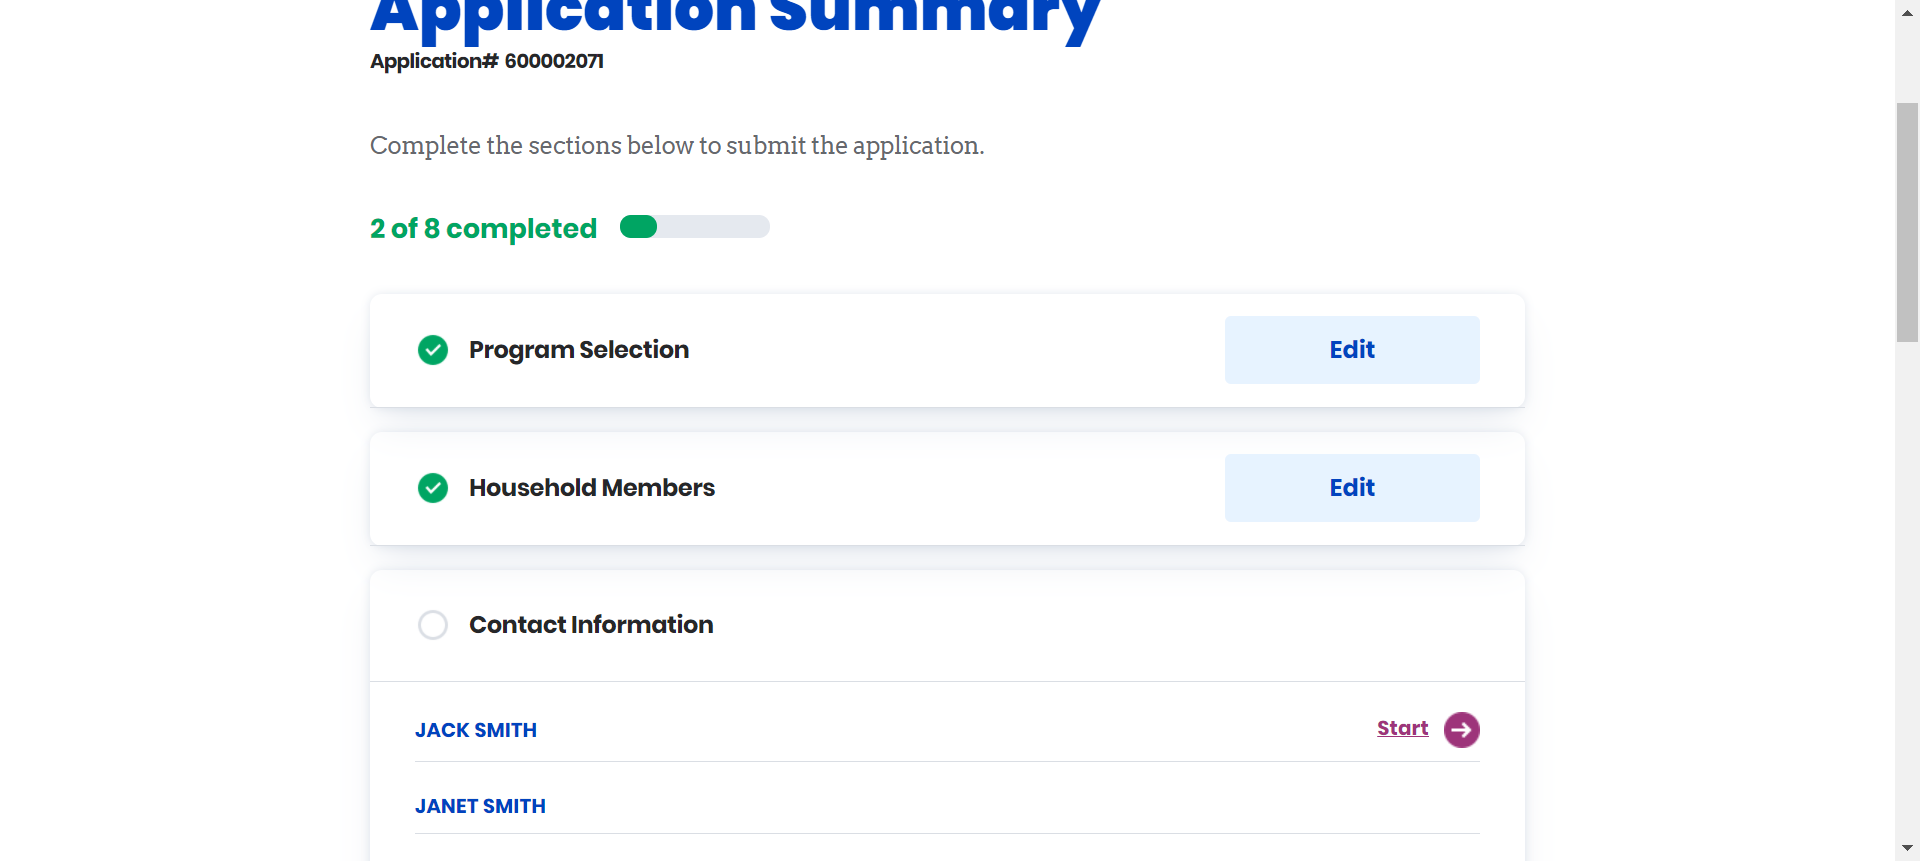 Application Summary
Application# 600002071
Complete the sections below to submit the application.
2 of 8 completed
Program Selection
Edit
Household Members
Edit
Contact Information
JACK SMITH
Start
JANET SMITH